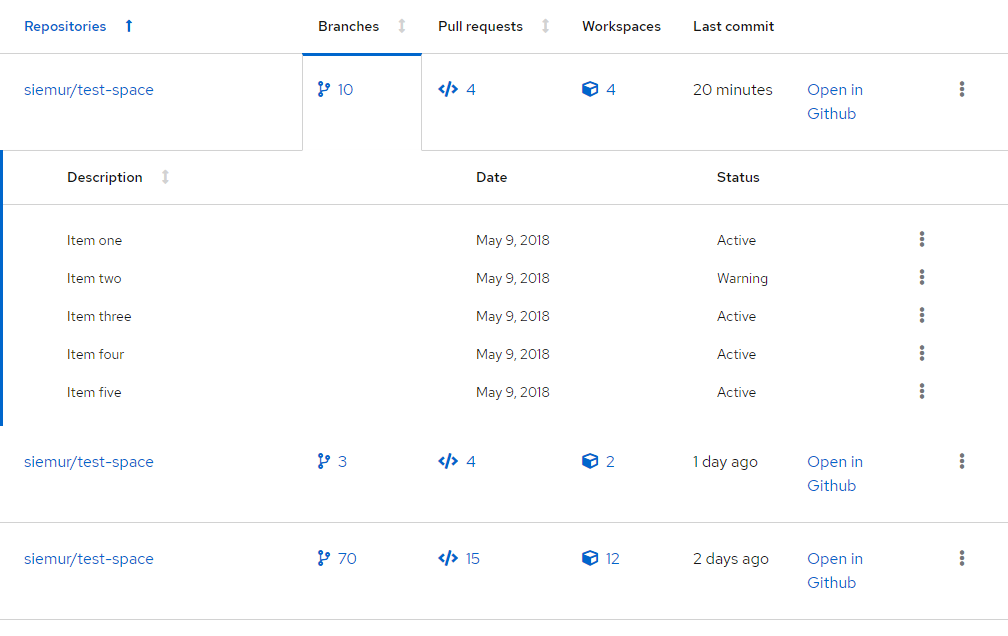 Repositories Branches Pull requests Workspaces Last commit
siemur/test-space 10 4 4 20 minutes Open in
Github
Description Date Status
Item one May 9, 2018 Active
Item two May 9, 2018 Warning
Item three May 9, 2018 Active
Item four May 9, 2018 Active
Item five May 9, 2018 Active
siemur/test-space 3 4 2 1 day ago Open in
Github
siemur/test-space 70 15 12 2 days ago Open in
Github